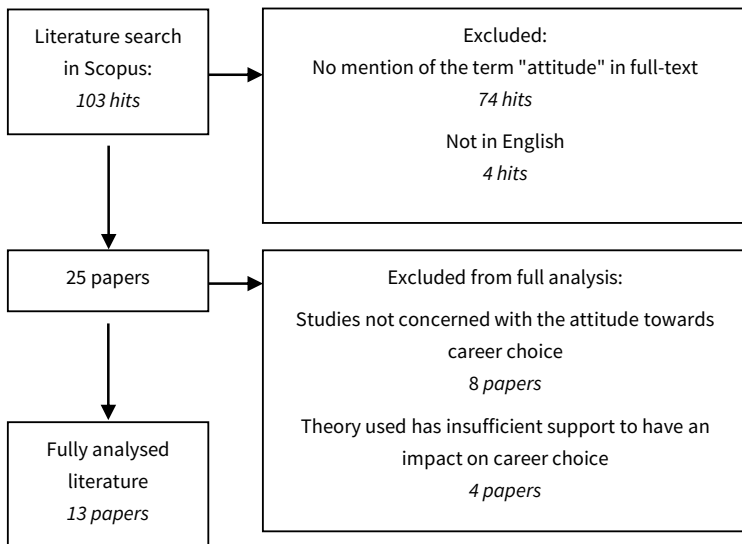 Literature search
in Scopus:
103 hits
Excluded:
No mention of the term "attitude" in full-text
74 hits
Not in English
4 hits
25 papers
Excluded from full analysis:
Studies not concerned with the attitude towards
career choice
8 papers
Theory used has insufficient support to have an
impact on career choice
4 papers
Fully analysed
literature
13 papers